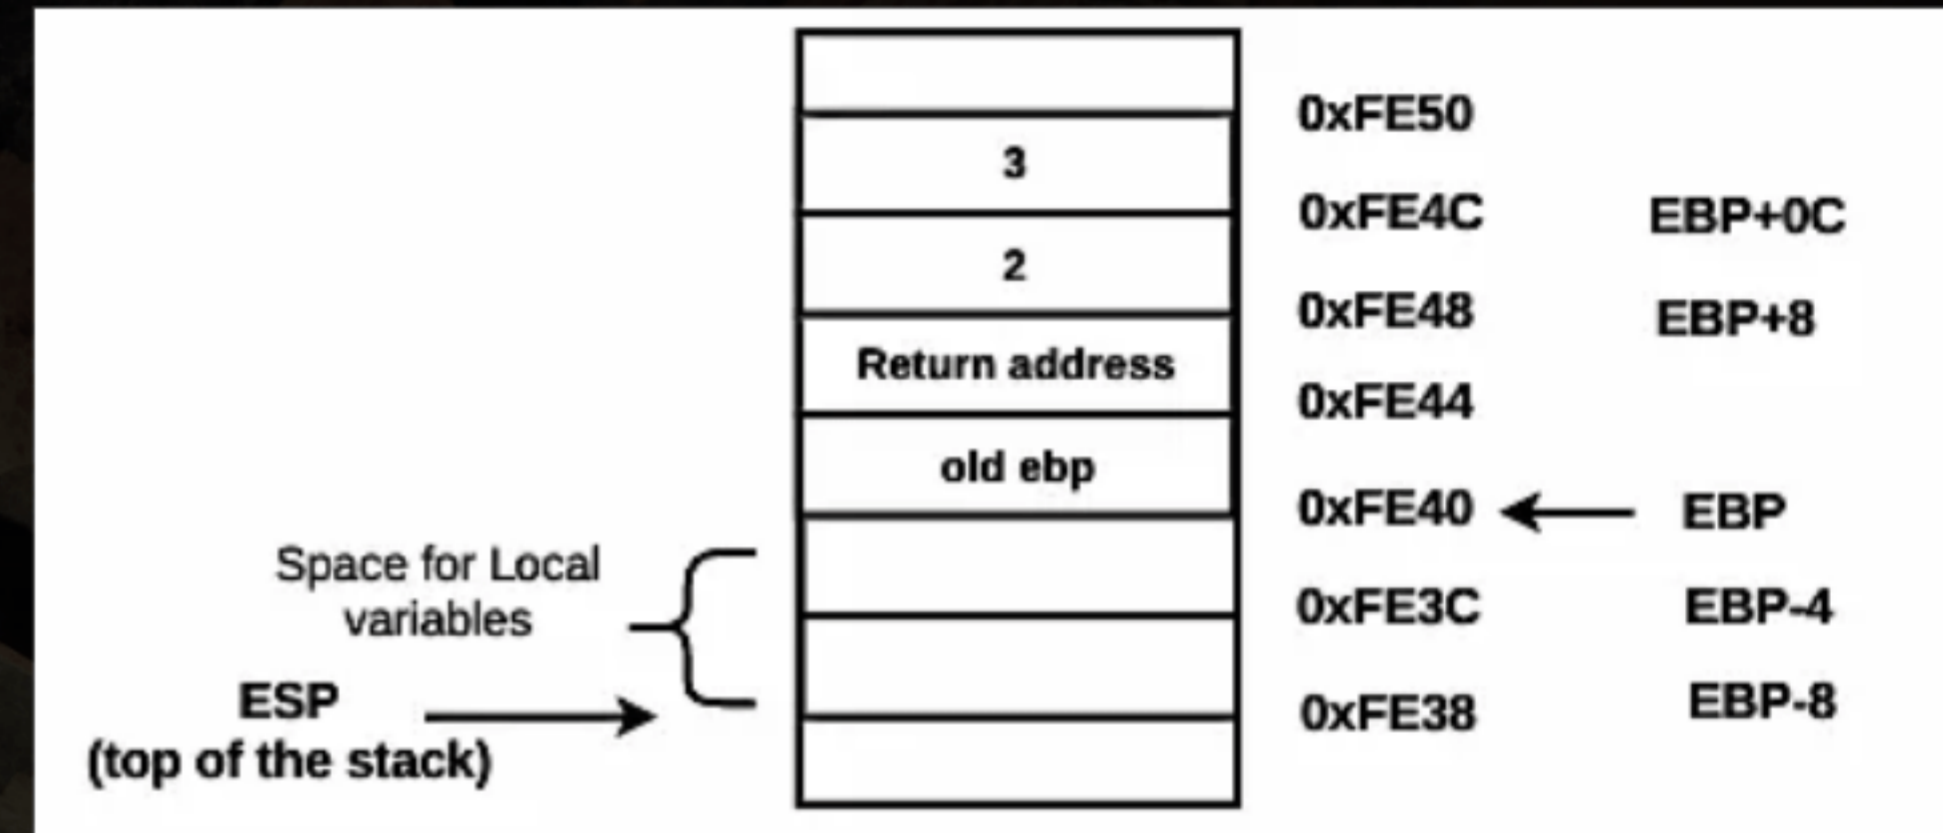 0xFE50
3
0xFE4C EBP+0C
2
0xFE48 EBP+8
Return address
0xFE44
old ebp
0xFE40 EBP
Space for Local
variables
0xFE3C EBP-4
ESP
(top of the stack)
0xFE38 EBP-8